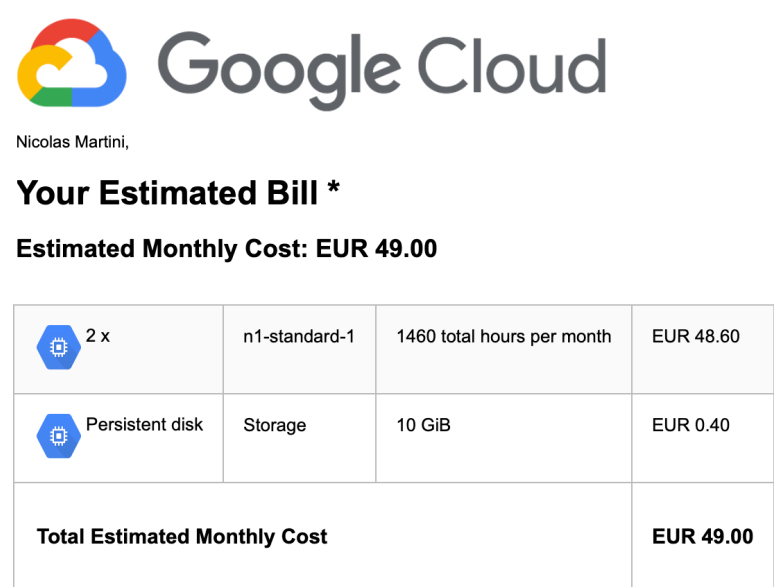 Google Cloud
Nicolas Martini,
Your Estimated Bill *
Estimated Monthly Cost: EUR 49.00
2 x n1-standard-1 1460 total hours per month EUR 48.60
Persistent disk Storage 10 GiB EUR 0.40
Total Estimated Monthly Cost EUR 49.00